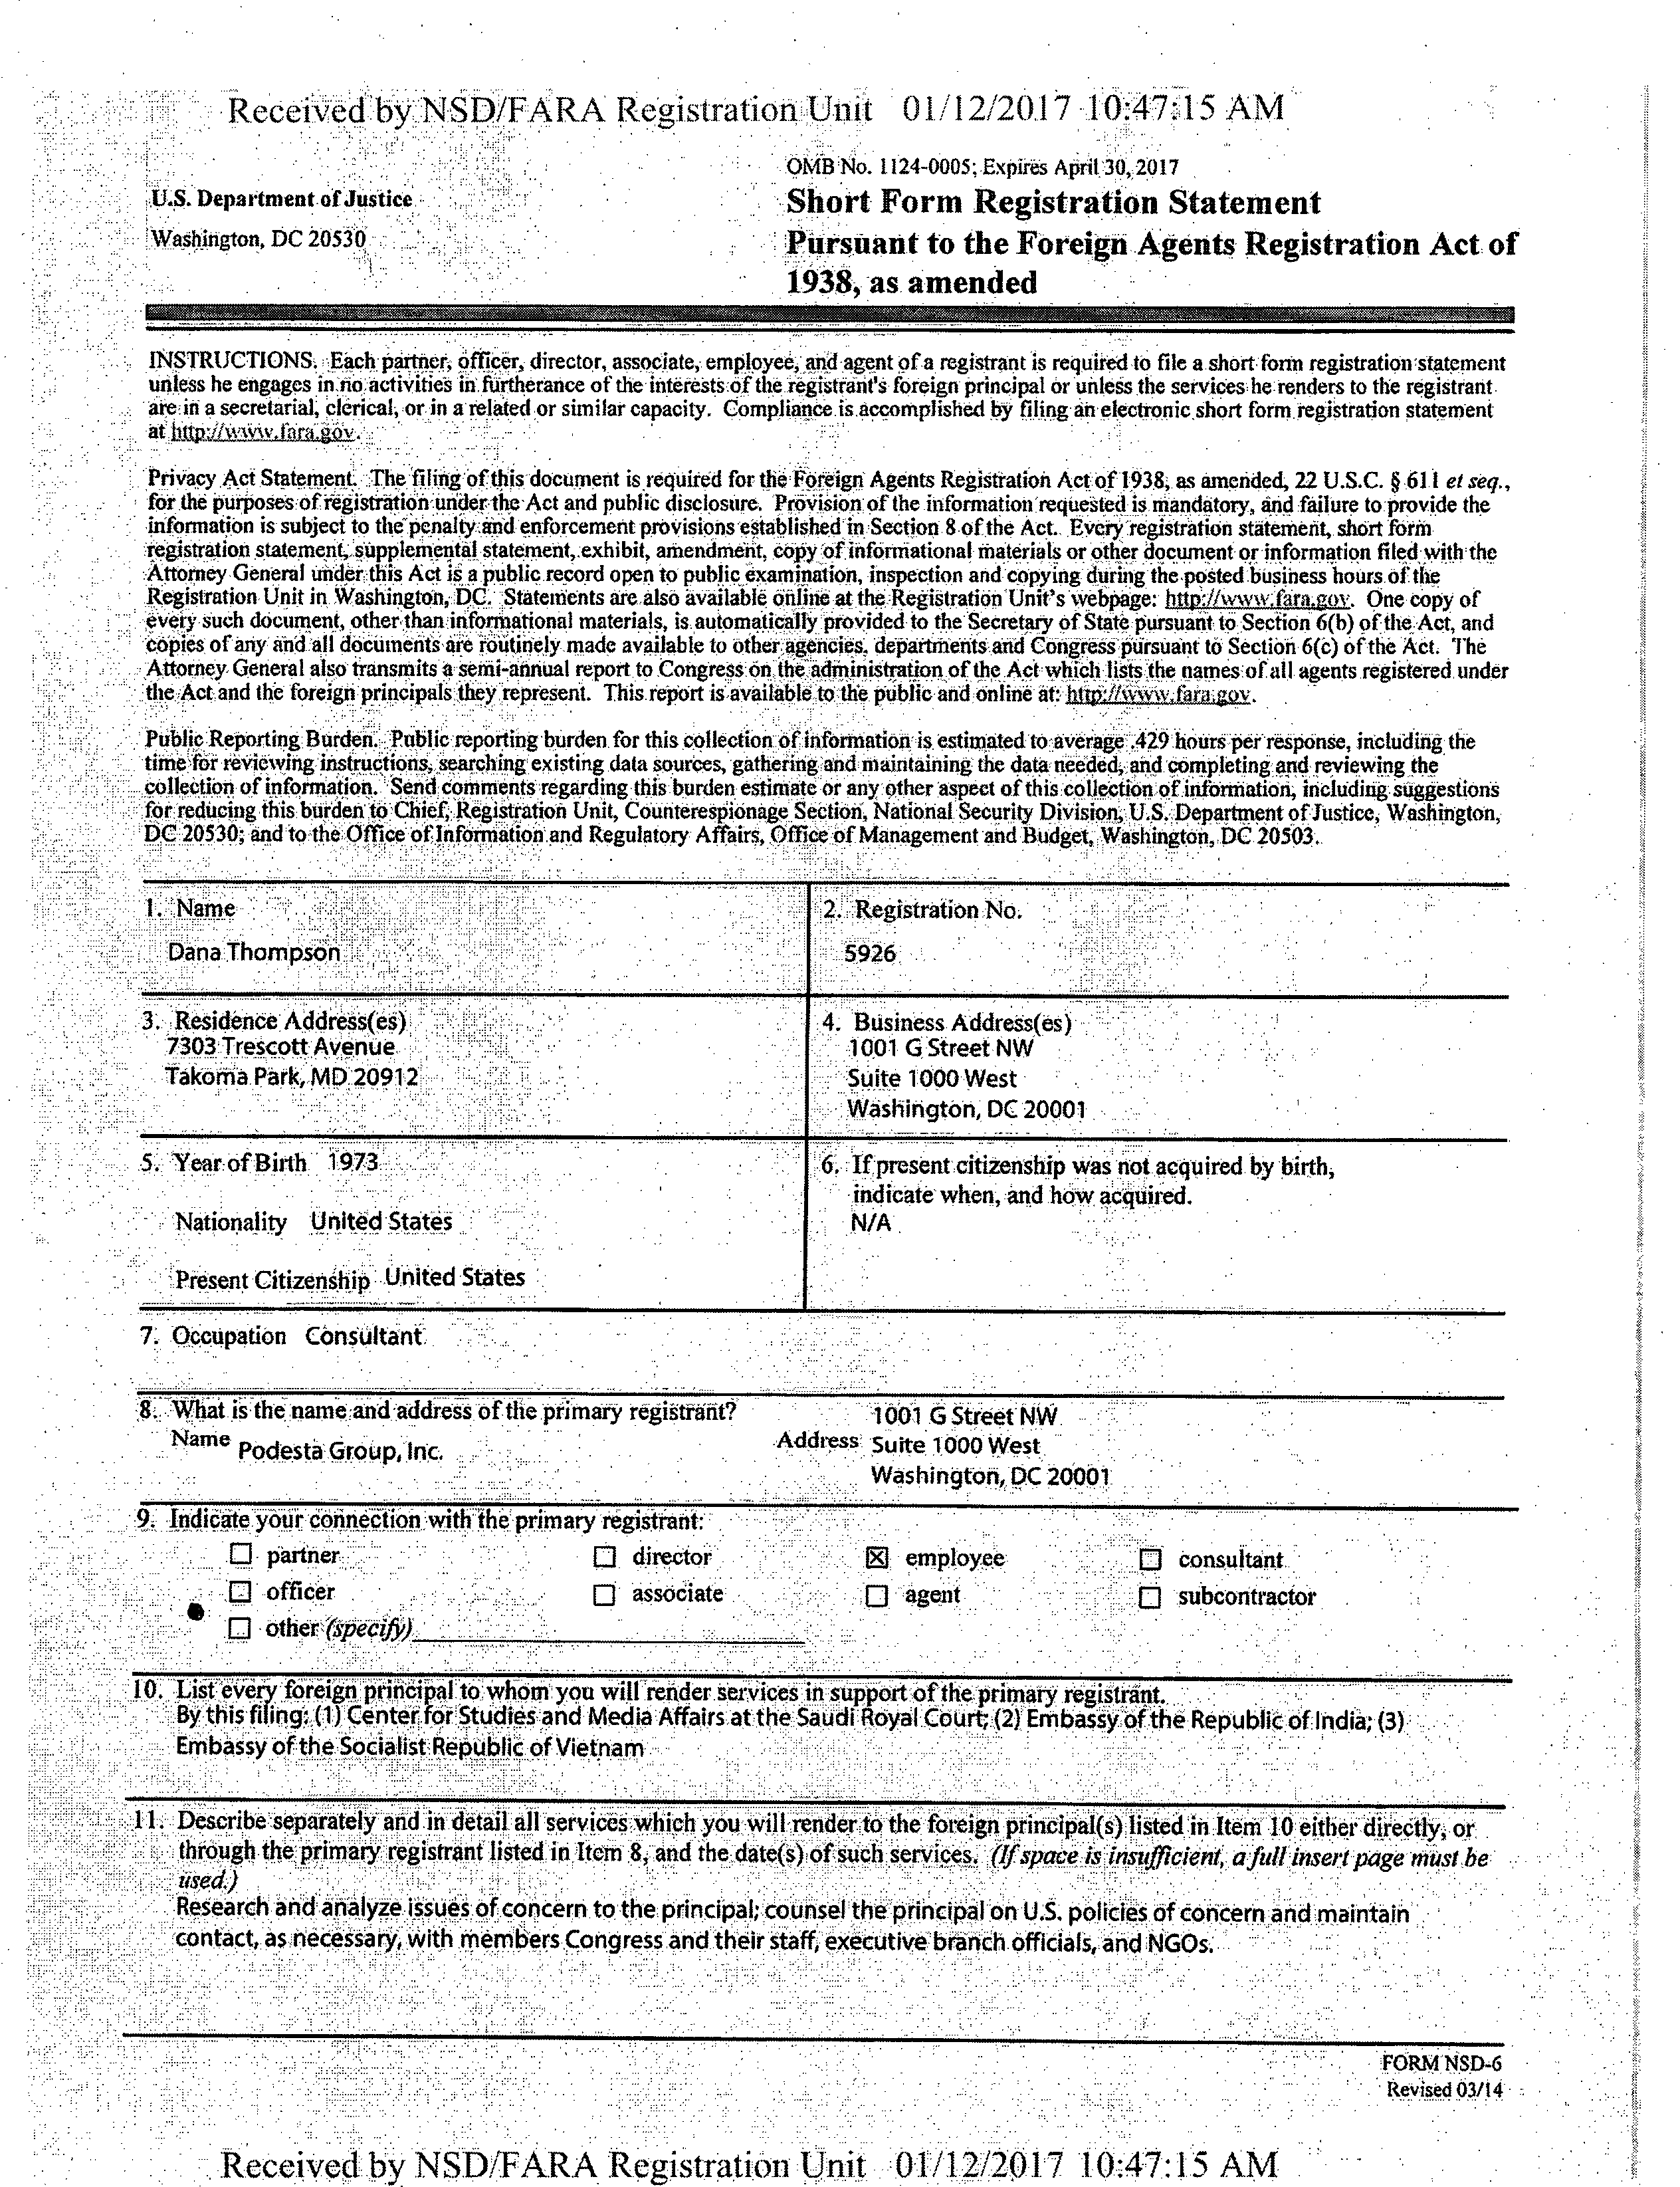 Received by NSD/FARA Registration Unit 01/12/2017 10:47:15 AM
OMB No. 1124-0005; Expires April 30, 2017
U.S. Department of Justice
Washington, DC 20530
Short Form Registration Statement
Pursuant to the Foreign Agents Registration Act of
1938, as amended
INSTRUCTIONS. Each partner, officer, director, associate, employee, and agent of a registrant is required to file a short form registration statement
unless he engages in no activities in furtherance of the interests of the registrant's foreign principal or unless the services he renders to the registrant
are in a secretarial, clerical, or in a related or similar capacity. Compliance is accomplished by filing an electronic short form registration statement
at http://www.fara.gov.
Privacy Act Statement. The filing of this document is required for the Foreign Agents Registration Act of 1938, as amended, 22 U.S.C. § 611 et seq.,
for the purposes of registration under the Act and public disclosure. Provision of the information requested is mandatory, and failure to provide the
information is subject to the penalty and enforcement provisions established in Section 8 of the Act. Every registration statement, short form
registration statement, supplemental statement, exhibit, amendment, copy of informational materials or other document or information filed with the
Attorney General under this Act is a public record open to public examination, inspection and copying during the posted business hours of the
Registration Unit in Washington, DC. Statements are also available online at the Registration Unit's webpage: http://www.fara.gov. One copy of
every such document, other than informational materials, is automatically provided to the Secretary of State pursuant to Section 6(b) of the Act, and
copies of any and all documents are routinely made available to other agencies, departments and Congress pursuant to Section 6(c) of the Act. The
Attorney General also transmits a semi-annual report to Congress on the administration of the Act which lists the names of all agents registered under
the Act and the foreign principals they represent. This report is available to the public and online at: http://www.fara.gov.
Public Reporting Burden. Public reporting burden for this collection of information is estimated to average .429 hours per response, including the
time for reviewing instructions, searching existing data sources, gathering and maintaining the data needed, and completing and reviewing the
collection of information. Send comments regarding this burden estimate or any other aspect of this collection of information, including suggestions
for reducing this burden to Chief, Registration Unit, Counterespionage Section, National Security Division, U.S. Department of Justice, Washington,
DC 20530; and to the Office of Information and Regulatory Affairs, Office of Management and Budget, Washington, DC 20503.
1. Name
Dana Thompson
2. Registration No.
5926
3. Residence Address(es)
7303 Trescott Avenue
Takoma Park, MD 20912
4. Business Address(es)
1001 G Street NW
Suite 1000 West
Washington, DC 20001
5. Year of Birth 1973
Nationality United States
Present Citizenship United States
6. If present citizenship was not acquired by birth,
indicate when, and how acquired.
N/A
7. Occupation Consultant
8. What is the name and address of the primary registrant?
Name Podesta Group, Inc.
1001 G Street NW
Address Suite 1000 West
Washington, DC 20001
9. Indicate your connection with the primary registrant:
☐ partner ☐ director ☒ employee ☐ consultant
☐ officer ☐ associate ☐ agent ☐ subcontractor
☐ other (specify)
10. List every foreign principal to whom you will render services in support of the primary registrant.
By this filing: (1) Center for Studies and Media Affairs at the Saudi Royal Court; (2) Embassy of the Republic of India; (3)
Embassy of the Socialist Republic of Vietnam
11. Describe separately and in detail all services which you will render to the foreign principal(s) listed in Item 10 either directly, or
through the primary registrant listed in Item 8, and the date(s) of such services. (If space is insufficient, a full insert page must be
used.)
Research and analyze issues of concern to the principal; counsel the principal on U.S. policies of concern and maintain
contact, as necessary, with members Congress and their staff, executive branch officials, and NGOs.
FORM NSD-6
Revised 03/14
Received by NSD/FARA Registration Unit 01/12/2017 10:47:15 AM